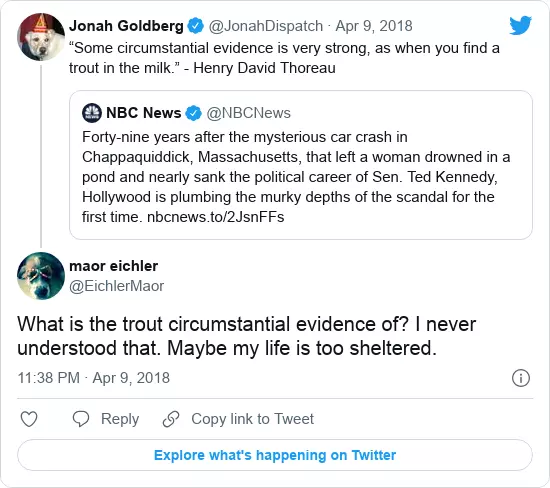 Jonah Goldberg @JonahDispatch · Apr 9, 2018
“Some circumstantial evidence is very strong, as when you find a
trout in the milk.” - Henry David Thoreau
NBC News @NBCNews
Forty-nine years after the mysterious car crash in
Chappaquiddick, Massachusetts, that left a woman drowned in a
pond and nearly sank the political career of Sen. Ted Kennedy,
Hollywood is plumbing the murky depths of the scandal for the
first time. nbcnews.to/2JsnFFs
maor eichler
@EichlerMaor
What is the trout circumstantial evidence of? I never
understood that. Maybe my life is too sheltered.
11:38 PM · Apr 9, 2018
Reply Copy link to Tweet
Explore what's happening on Twitter